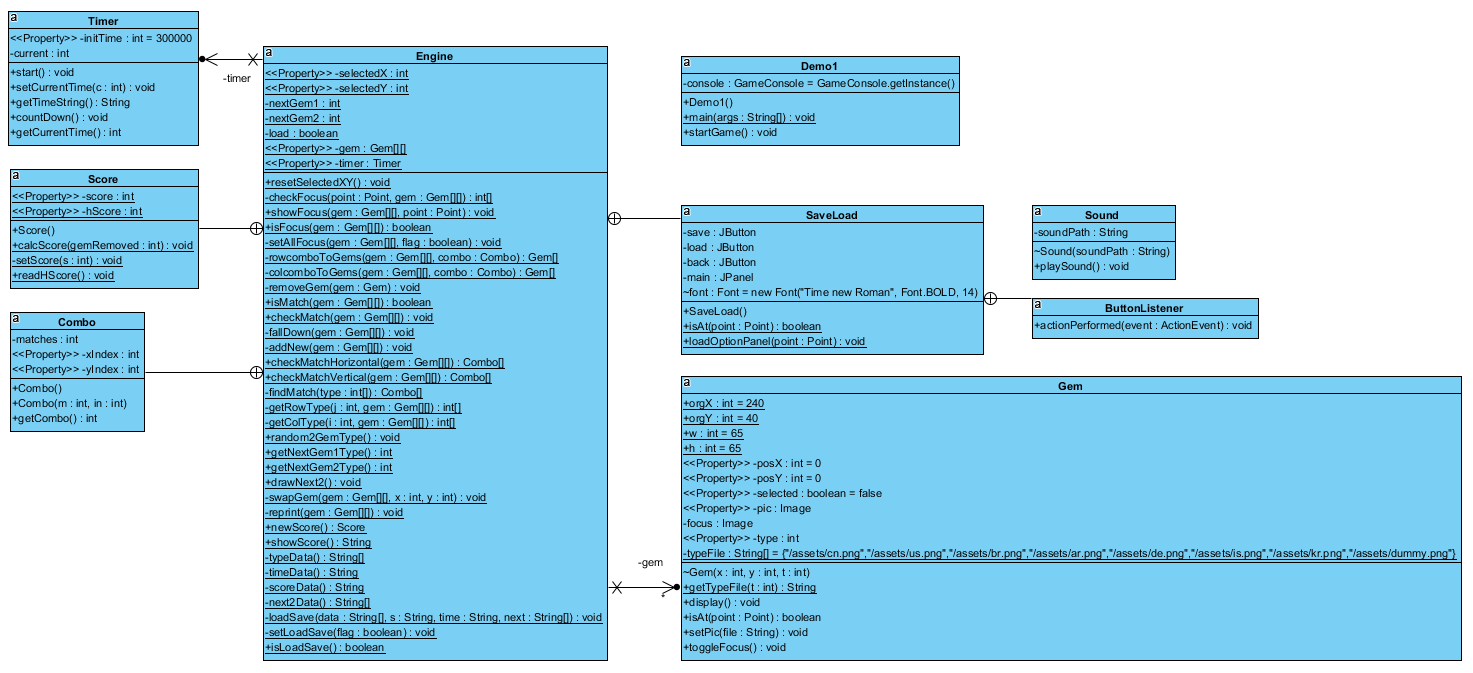 a
Timer
<<Property>> -initTime : int = 300000
-current : int
+start() : void
+setCurrentTime(c : int) : void
+getTimeString() : String
+countDown() : void
+getCurrentTime() : int
-timer
a
Score
<<Property>> -score : int
<<Property>> -hScore : int
+Score()
+calcScore(gemRemoved : int) : void
-setScore(s : int) : void
+readHScore() : void
a
Combo
-matches : int
<<Property>> -xIndex : int
<<Property>> -yIndex : int
+Combo()
+Combo(m : int, in : int)
+getCombo() : int
a
Engine
<<Property>> -selectedX : int
<<Property>> -selectedY : int
-nextGem1 : int
-nextGem2 : int
-load : boolean
<<Property>> -gem : Gem[][]
<<Property>> -timer : Timer
+resetSelectedXY() : void
-checkFocus(point : Point, gem : Gem[][]) : int[]
+showFocus(gem : Gem[][], point : Point) : void
+isFocus(gem : Gem[][]) : boolean
-setAllFocus(gem : Gem[][], flag : boolean) : void
-rowcomboToGems(gem : Gem[][], combo : Combo) : Gem[]
-colcomboToGems(gem : Gem[][], combo : Combo) : Gem[]
-removeGem(gem : Gem) : void
+isMatch(gem : Gem[][]) : boolean
+checkMatch(gem : Gem[][]) : void
-fallDown(gem : Gem[][]) : void
-addNew(gem : Gem[][]) : void
+checkMatchHorizontal(gem : Gem[][]) : Combo[]
+checkMatchVertical(gem : Gem[][]) : Combo[]
-findMatch(type : int[]) : Combo[]
-getRowType(j : int, gem : Gem[][]) : int[]
-getColType(i : int, gem : Gem[][]) : int[]
+random2GemType() : void
+getNextGem1Type() : int
+getNextGem2Type() : int
+drawNext2() : void
-swapGem(gem : Gem[][], x : int, y : int) : void
-reprint(gem : Gem[][]) : void
+newScore() : Score
+showScore() : String
-typeData() : String[]
-timeData() : String
-scoreData() : String
-next2Data() : String[]
-loadSave(data : String[], s : String, time : String, next : String[]) : void
-setLoadSave(flag : boolean) : void
+isLoadSave() : boolean
a
Demo1
-console : GameConsole = GameConsole.getInstance()
+Demo1()
+main(args : String[]) : void
+startGame() : void
a
SaveLoad
-save : JButton
-load : JButton
-back : JButton
-main : JPanel
~font : Font = new Font("Time new Roman", Font.BOLD, 14)
+SaveLoad()
+isAt(point : Point) : boolean
+loadOptionPanel(point : Point) : void
a
Sound
-soundPath : String
~Sound(soundPath : String)
+playSound() : void
a
ButtonListener
+actionPerformed(event : ActionEvent) : void
-gem
a
Gem
+orgX : int = 240
+orgY : int = 40
+w : int = 65
+h : int = 65
<<Property>> -posX : int = 0
<<Property>> -posY : int = 0
<<Property>> -selected : boolean = false
<<Property>> -pic : Image
-focus : Image
<<Property>> -type : int
-typeFile : String[] = {"/assets/cn.png","/assets/us.png","/assets/br.png","/assets/ar.png","/assets/de.png","/assets/is.png","/assets/kr.png","/assets/dummy.png"}
~Gem(x : int, y : int, t : int)
+getTypeFile(t : int) : String
+display() : void
+isAt(point : Point) : boolean
+setPic(file : String) : void
+toggleFocus() : void